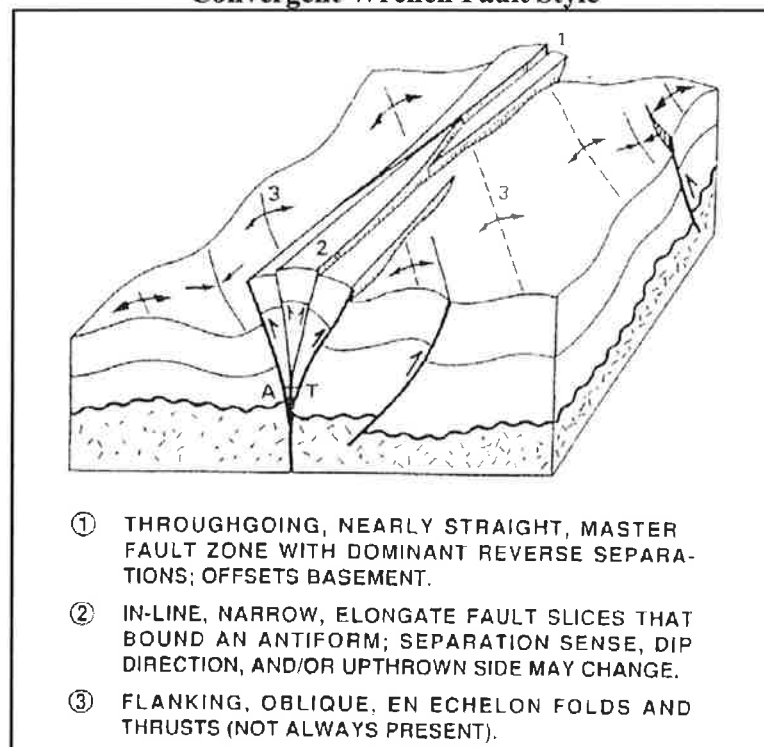 Convergent Wrench Fault Style
1
3
3
2
A T
① THROUGHGOING, NEARLY STRAIGHT, MASTER
FAULT ZONE WITH DOMINANT REVERSE SEPARA-
TIONS; OFFSETS BASEMENT.
② IN-LINE, NARROW, ELONGATE FAULT SLICES THAT
BOUND AN ANTIFORM; SEPARATION SENSE, DIP
DIRECTION, AND/OR UPTHROWN SIDE MAY CHANGE.
③ FLANKING, OBLIQUE, EN ECHELON FOLDS AND
THRUSTS (NOT ALWAYS PRESENT).